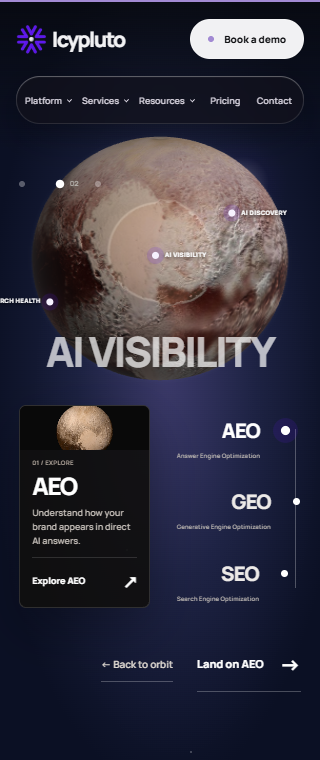 Icypluto
Book a demo
Platform Services Resources Pricing Contact
02
AI DISCOVERY
AI VISIBILITY
RCH HEALTH
AI VISIBILITY
01 / EXPLORE
AEO
Understand how your
brand appears in direct
AI answers.
Explore AEO ↗
AEO
Answer Engine Optimization
GEO
Generative Engine Optimization
SEO
Search Engine Optimization
← Back to orbit
Land on AEO →